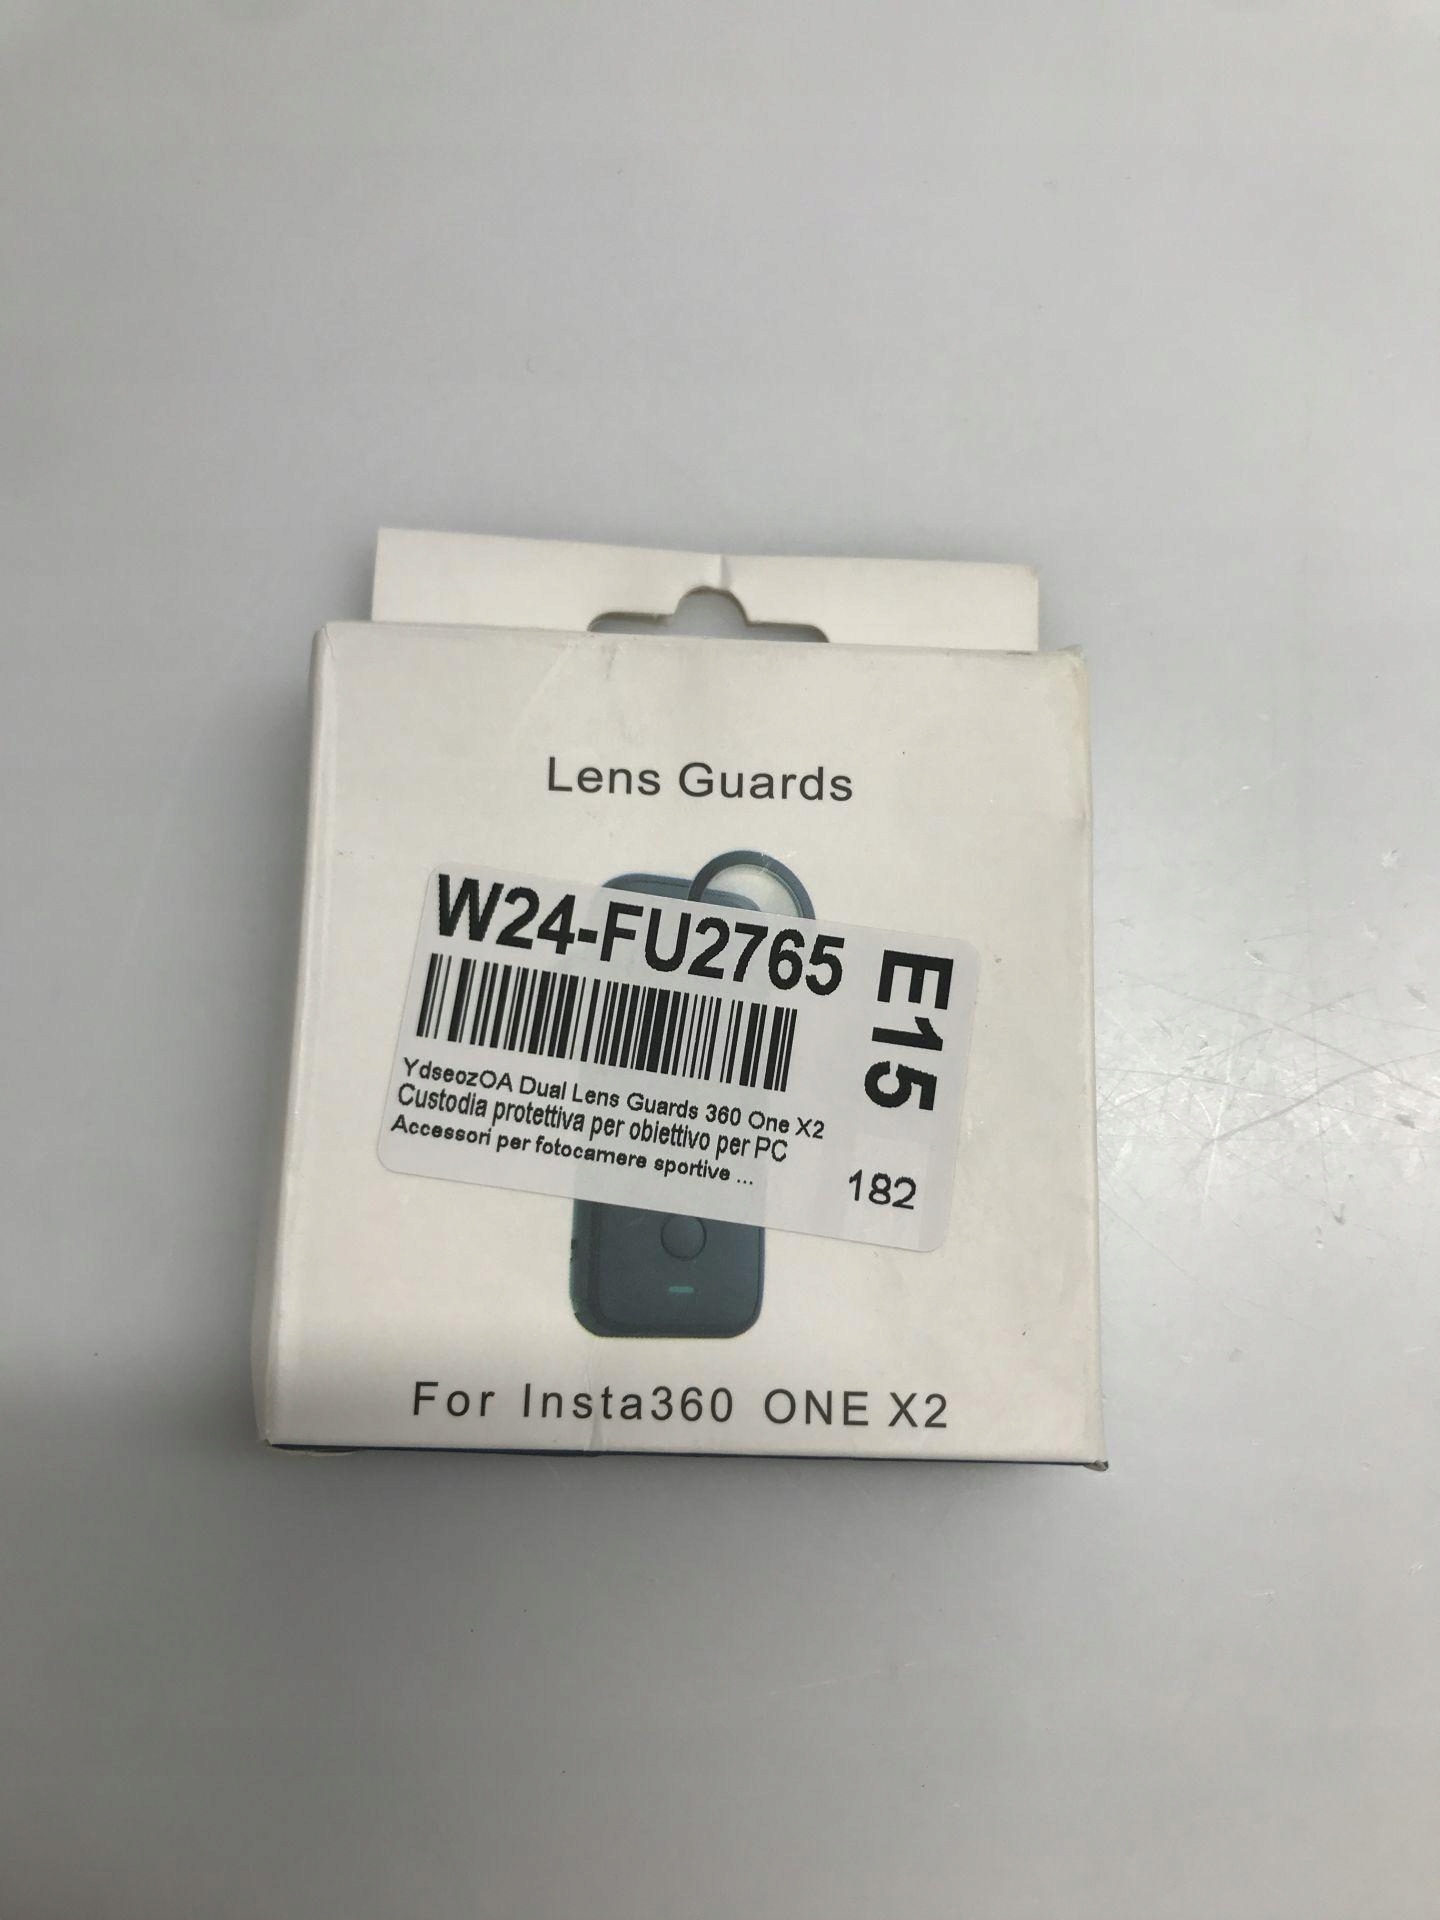 Lens Guards
W24-FU2765
E15
YdseozOA Dual Lens Guards 360 One X2
Custodia protettiva per obiettivo per PC
Accessori per fotocamere sportive ...
182
For Insta360 ONE X2